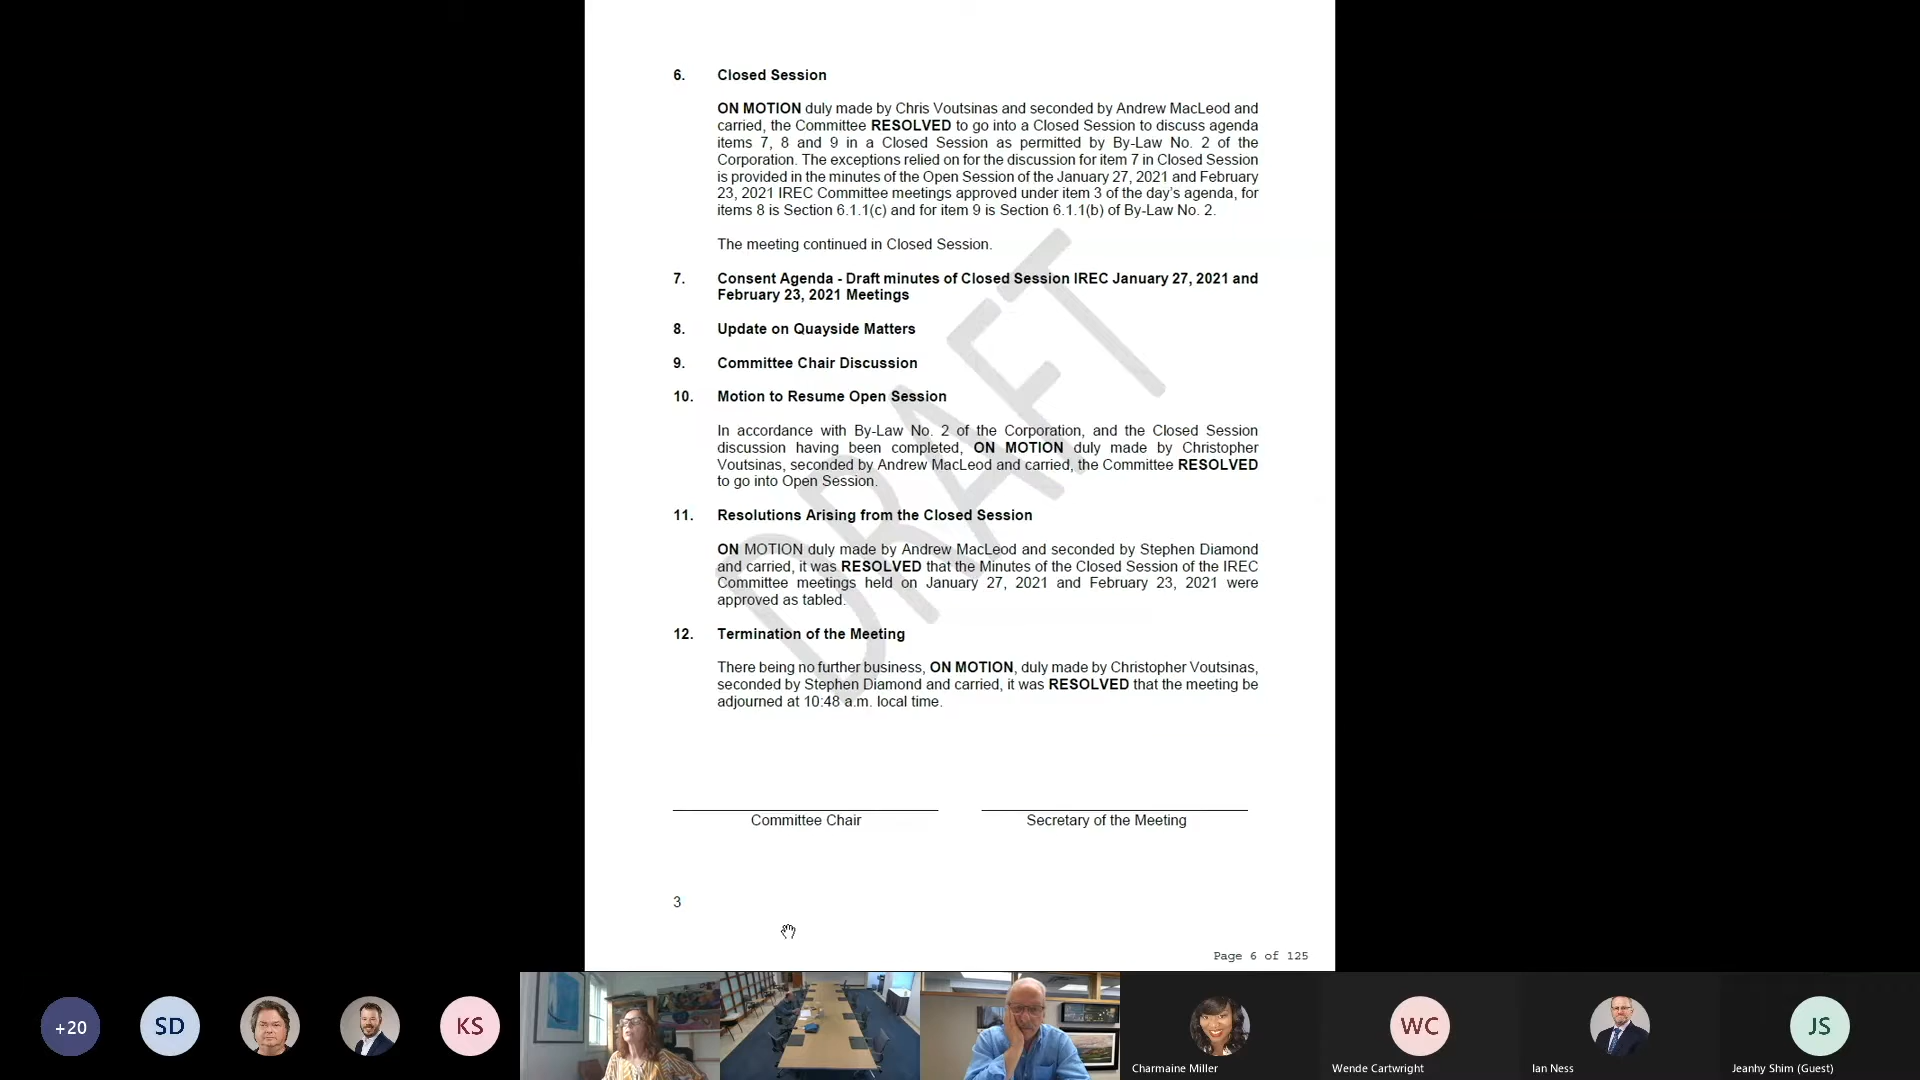 6. Closed Session
ON MOTION duly made by Chris Voutsinas and seconded by Andrew MacLeod and
carried, the Committee RESOLVED to go into a Closed Session to discuss agenda
items 7, 8 and 9 in a Closed Session as permitted by By-Law No. 2 of the
Corporation. The exceptions relied on for the discussion for item 7 in Closed Session
is provided in the minutes of the Open Session of the January 27, 2021 and February
23, 2021 IREC Committee meetings approved under item 3 of the day's agenda, for
items 8 is Section 6.1.1(c) and for item 9 is Section 6.1.1(b) of By-Law No. 2.
The meeting continued in Closed Session.
7. Consent Agenda - Draft minutes of Closed Session IREC January 27, 2021 and
February 23, 2021 Meetings
8. Update on Quayside Matters
9. Committee Chair Discussion
10. Motion to Resume Open Session
In accordance with By-Law No. 2 of the Corporation, and the Closed Session
discussion having been completed, ON MOTION duly made by Christopher
Voutsinas, seconded by Andrew MacLeod and carried, the Committee RESOLVED
to go into Open Session.
11. Resolutions Arising from the Closed Session
ON MOTION duly made by Andrew MacLeod and seconded by Stephen Diamond
and carried, it was RESOLVED that the Minutes of the Closed Session of the IREC
Committee meetings held on January 27, 2021 and February 23, 2021 were
approved as tabled.
12. Termination of the Meeting
There being no further business, ON MOTION, duly made by Christopher Voutsinas,
seconded by Stephen Diamond and carried, it was RESOLVED that the meeting be
adjourned at 10:48 a.m. local time.
DRAFT
Committee Chair Secretary of the Meeting
3
Page 6 of 125
+20 SD KS WC JS
Charmaine Miller Wende Cartwright Ian Ness Jeanhy Shim (Guest)